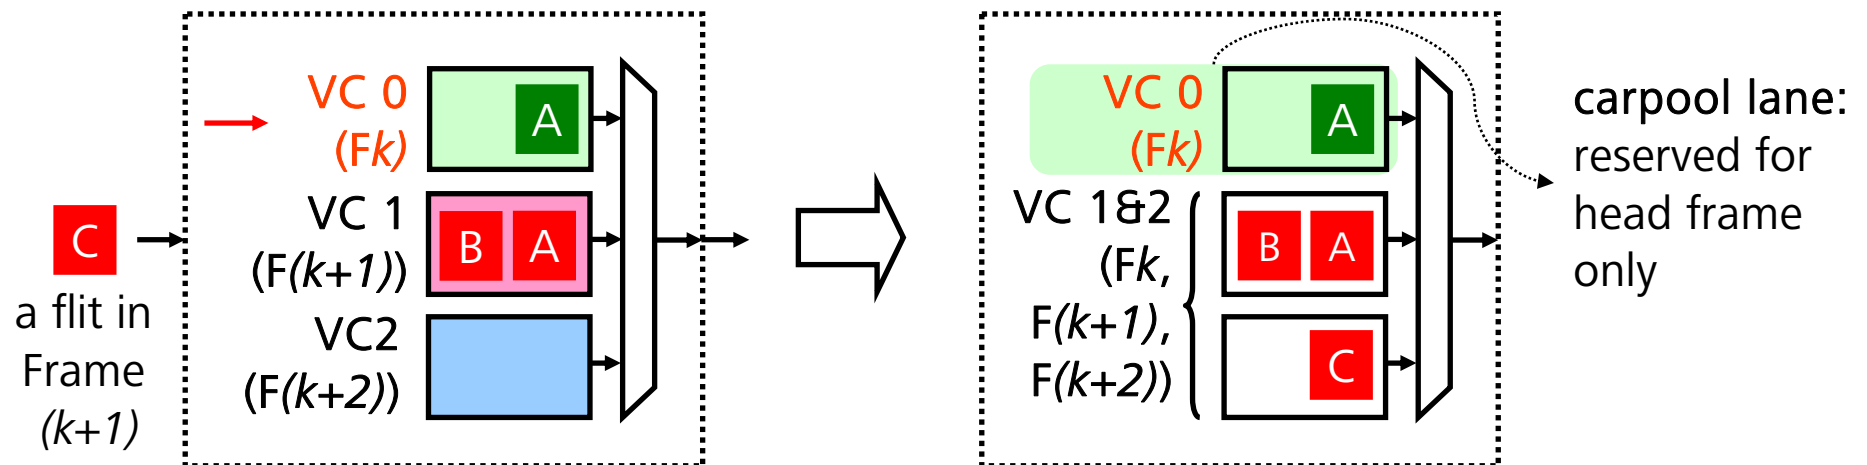 C
a flit in
Frame
(k+1)
VC 0
(Fk)
A
VC 1
(F(k+1))
B A
VC2
(F(k+2))
VC 0
(Fk)
A
VC 1&2
(Fk,
F(k+1),
F(k+2))
B A
C
carpool lane:
reserved for
head frame
only